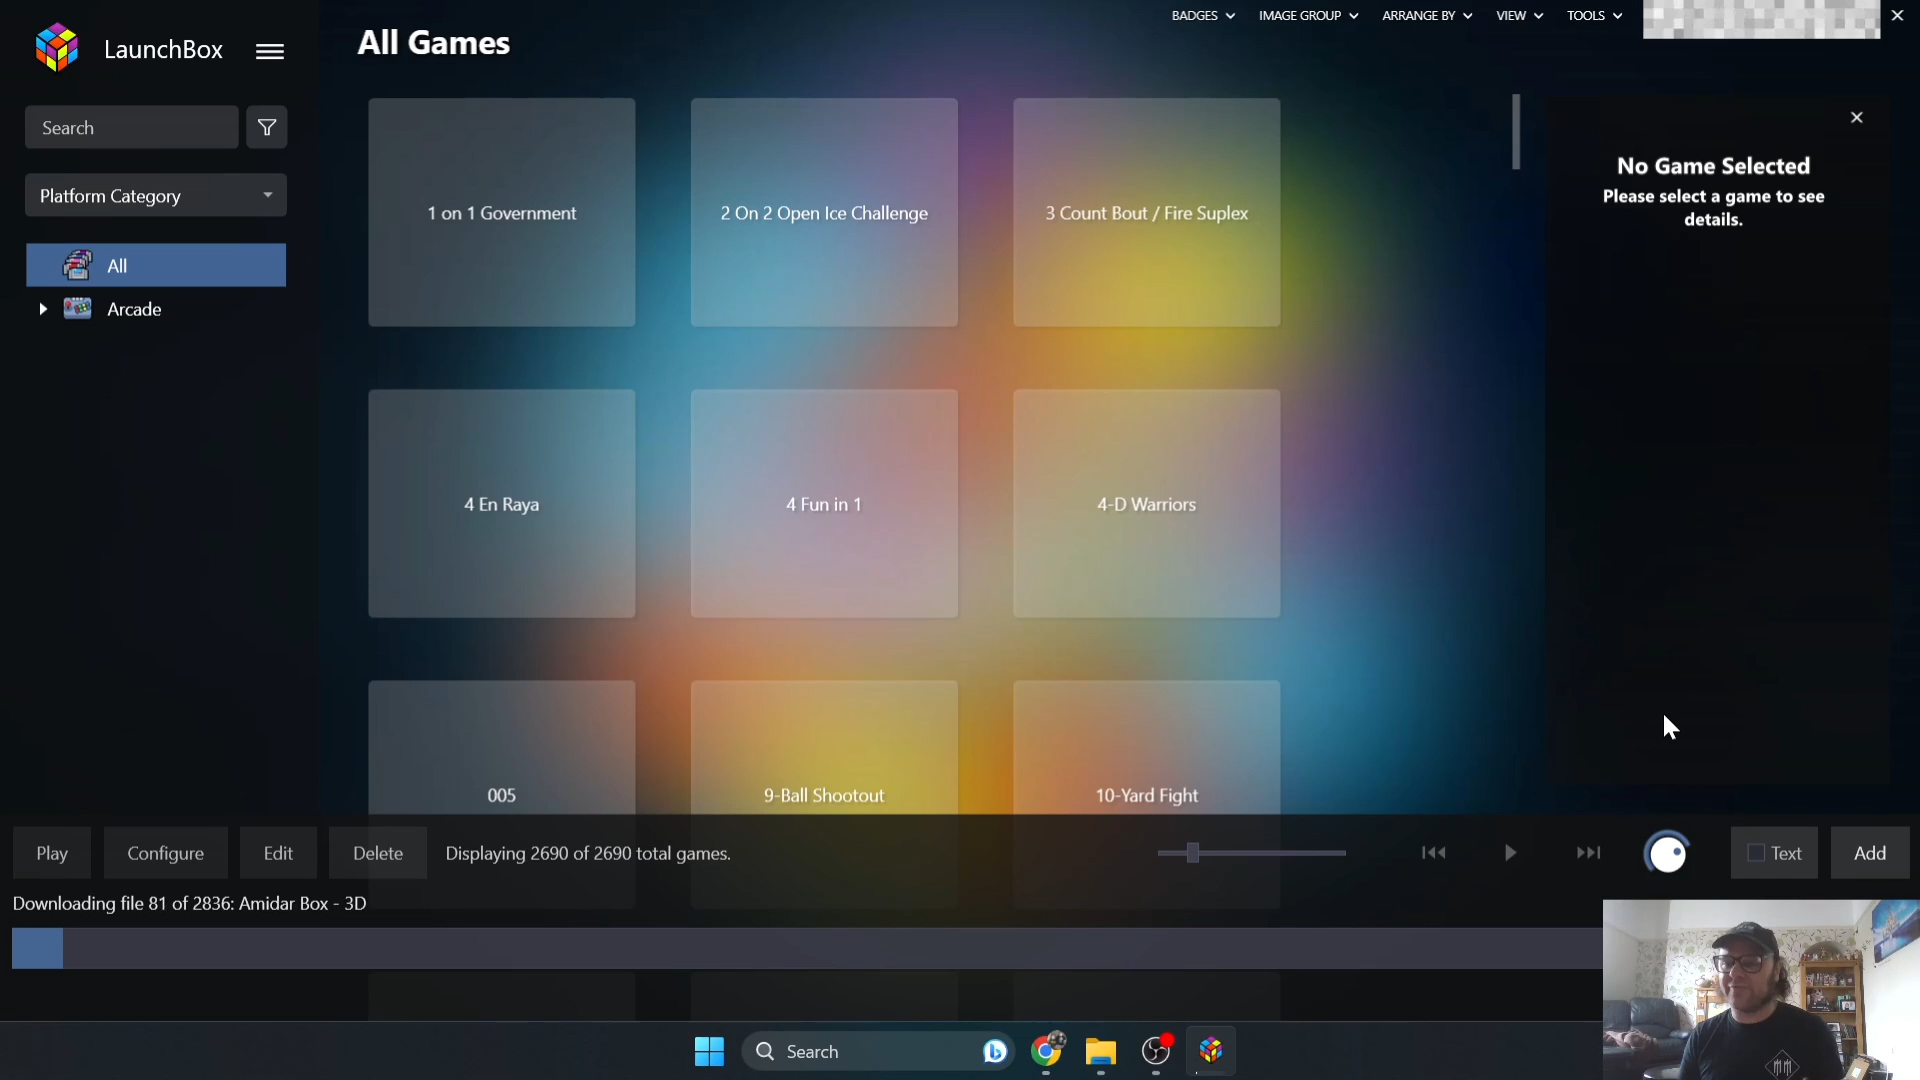 BADGES
IMAGE GROUP
ARRANGE BY
VIEW
TOOLS
LaunchBox
All Games
Search
Platform Category
All
Arcade
1 on 1 Government
2 On 2 Open Ice Challenge
3 Count Bout / Fire Suplex
4 En Raya
4 Fun in 1
4-D Warriors
005
9-Ball Shootout
10-Yard Fight
No Game Selected
Please select a game to see
details.
Play
Configure
Edit
Delete
Displaying 2690 of 2690 total games.
Text
Add
Downloading file 81 of 2836: Amidar Box - 3D
Search